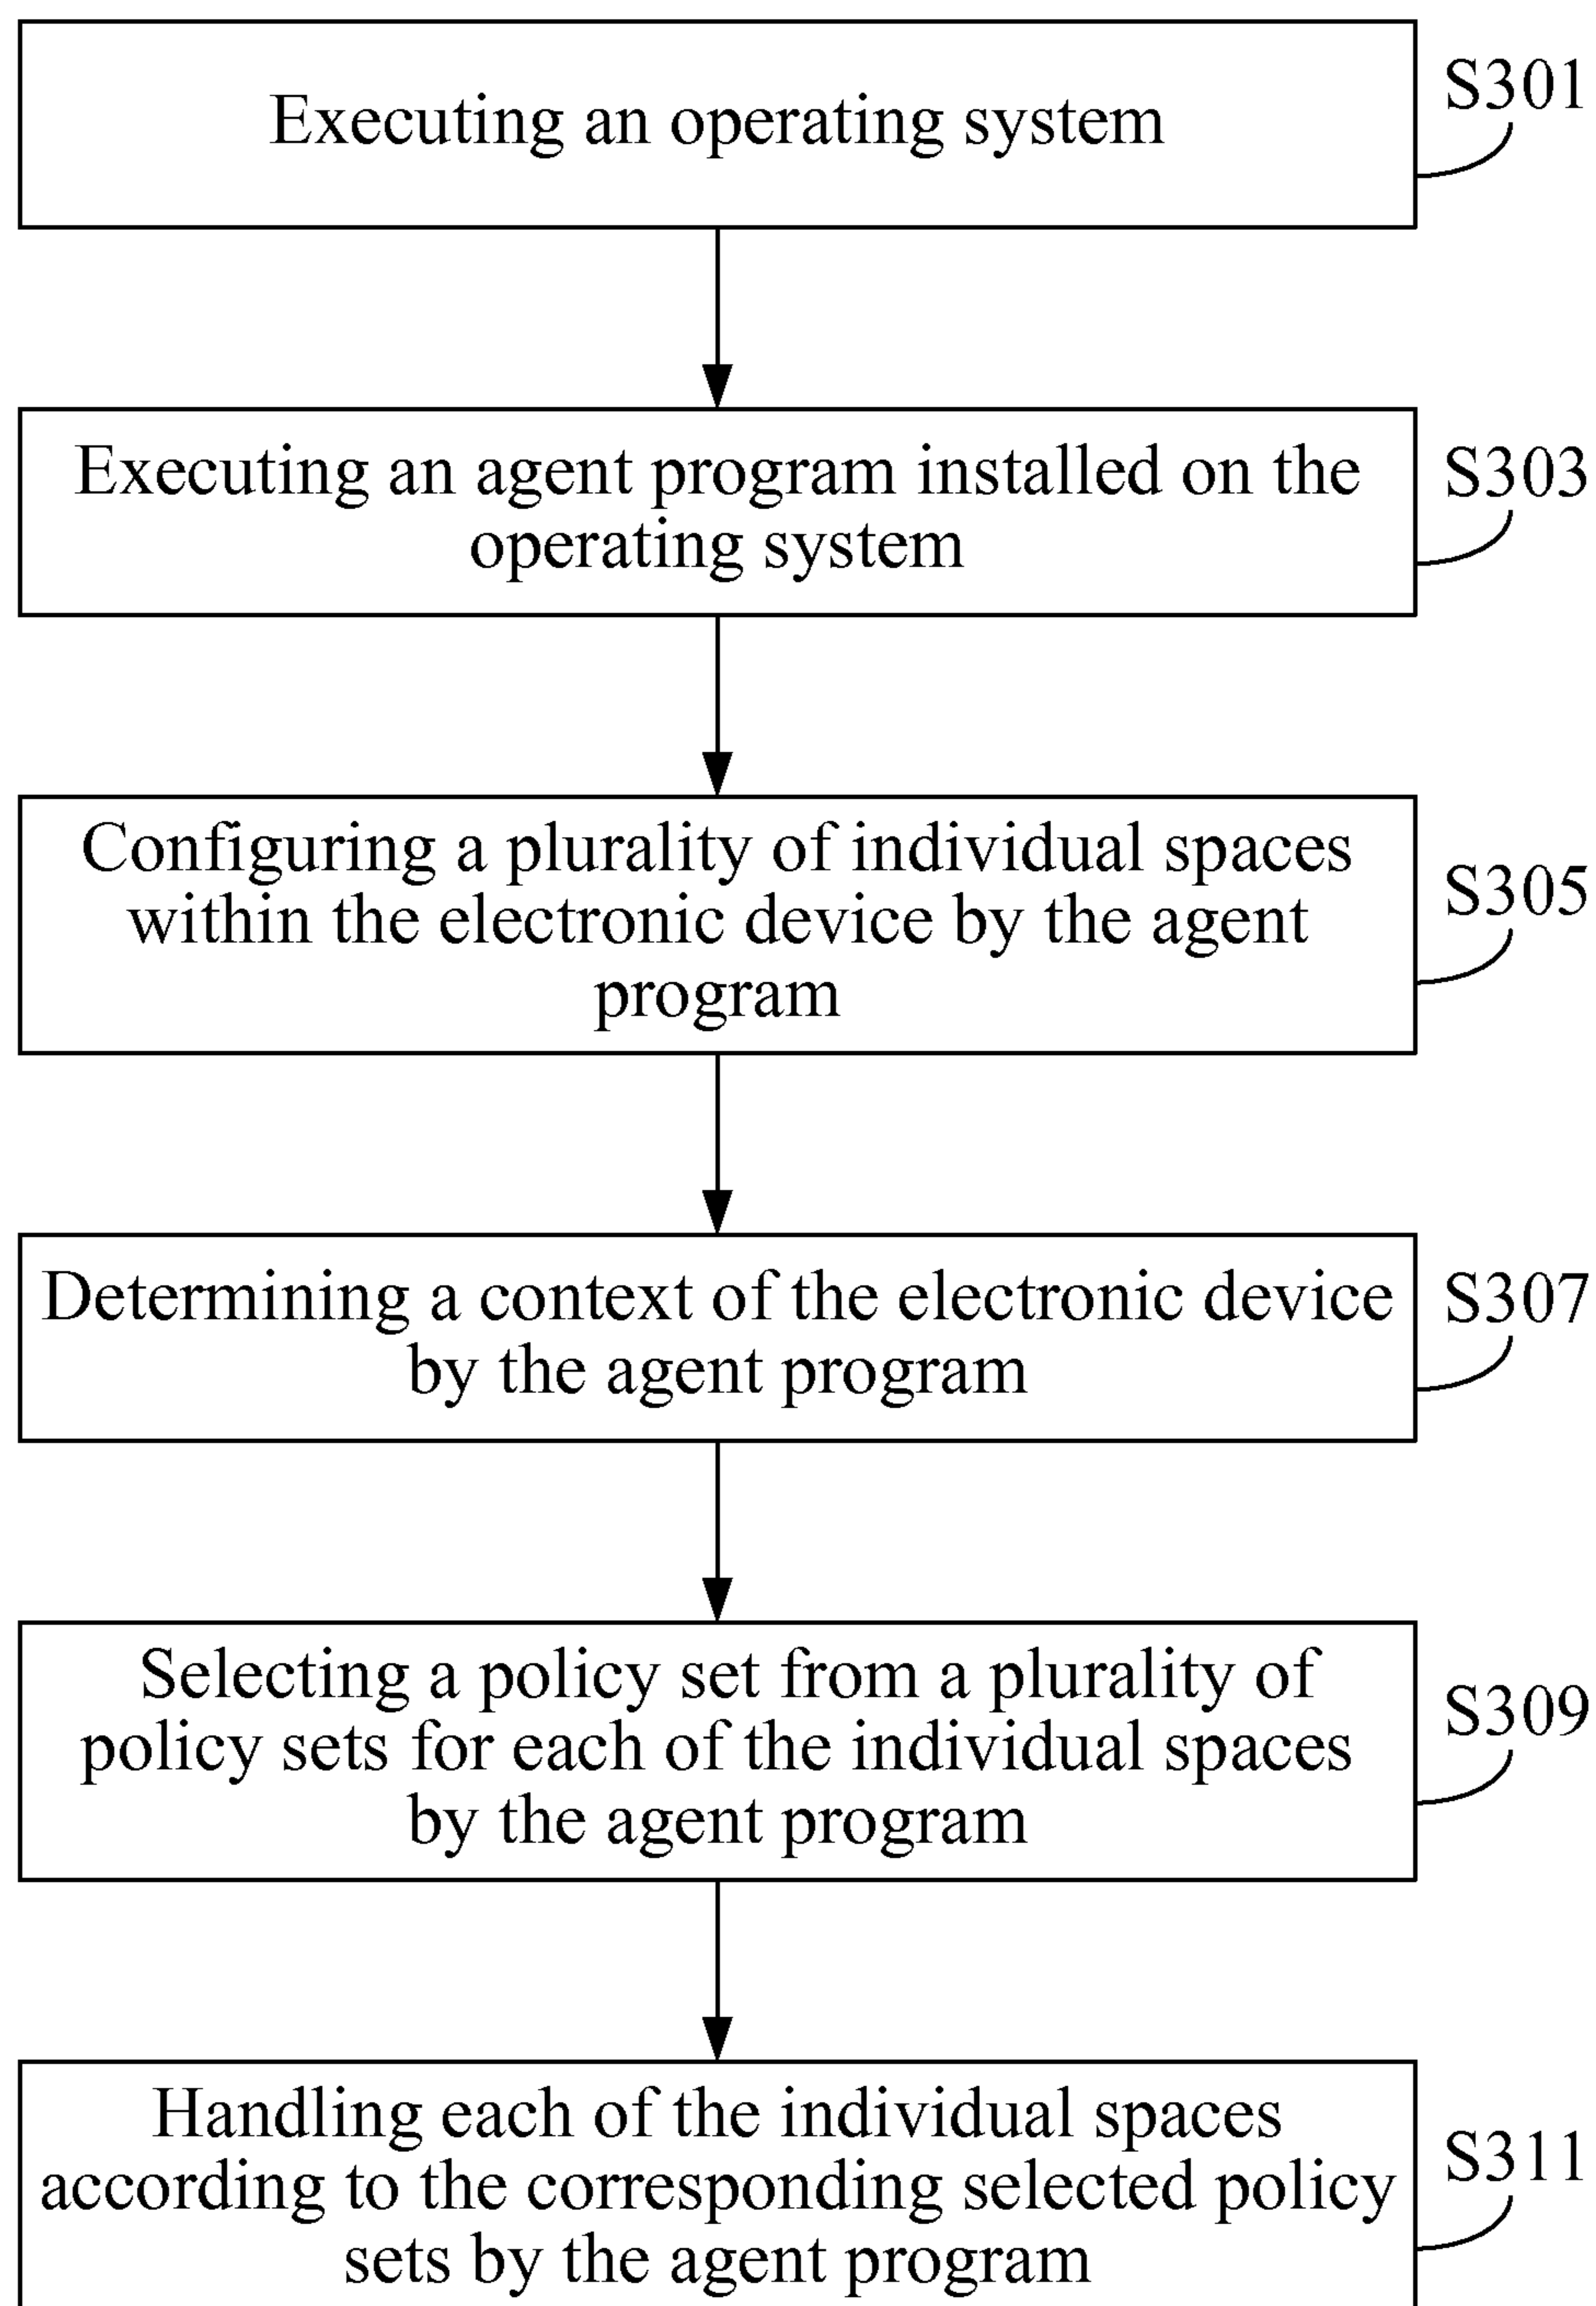 Executing an operating system
S301
Executing an agent program installed on the
operating system
S303
Configuring a plurality of individual spaces
within the electronic device by the agent
program
S305
Determining a context of the electronic device
by the agent program
S307
Selecting a policy set from a plurality of
policy sets for each of the individual spaces
by the agent program
S309
Handling each of the individual spaces
according to the corresponding selected policy
sets by the agent program
S311